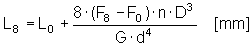 L₈ = L₀ + 8·(F₈ − F₀)·n·D³ / G·d⁴ [mm]